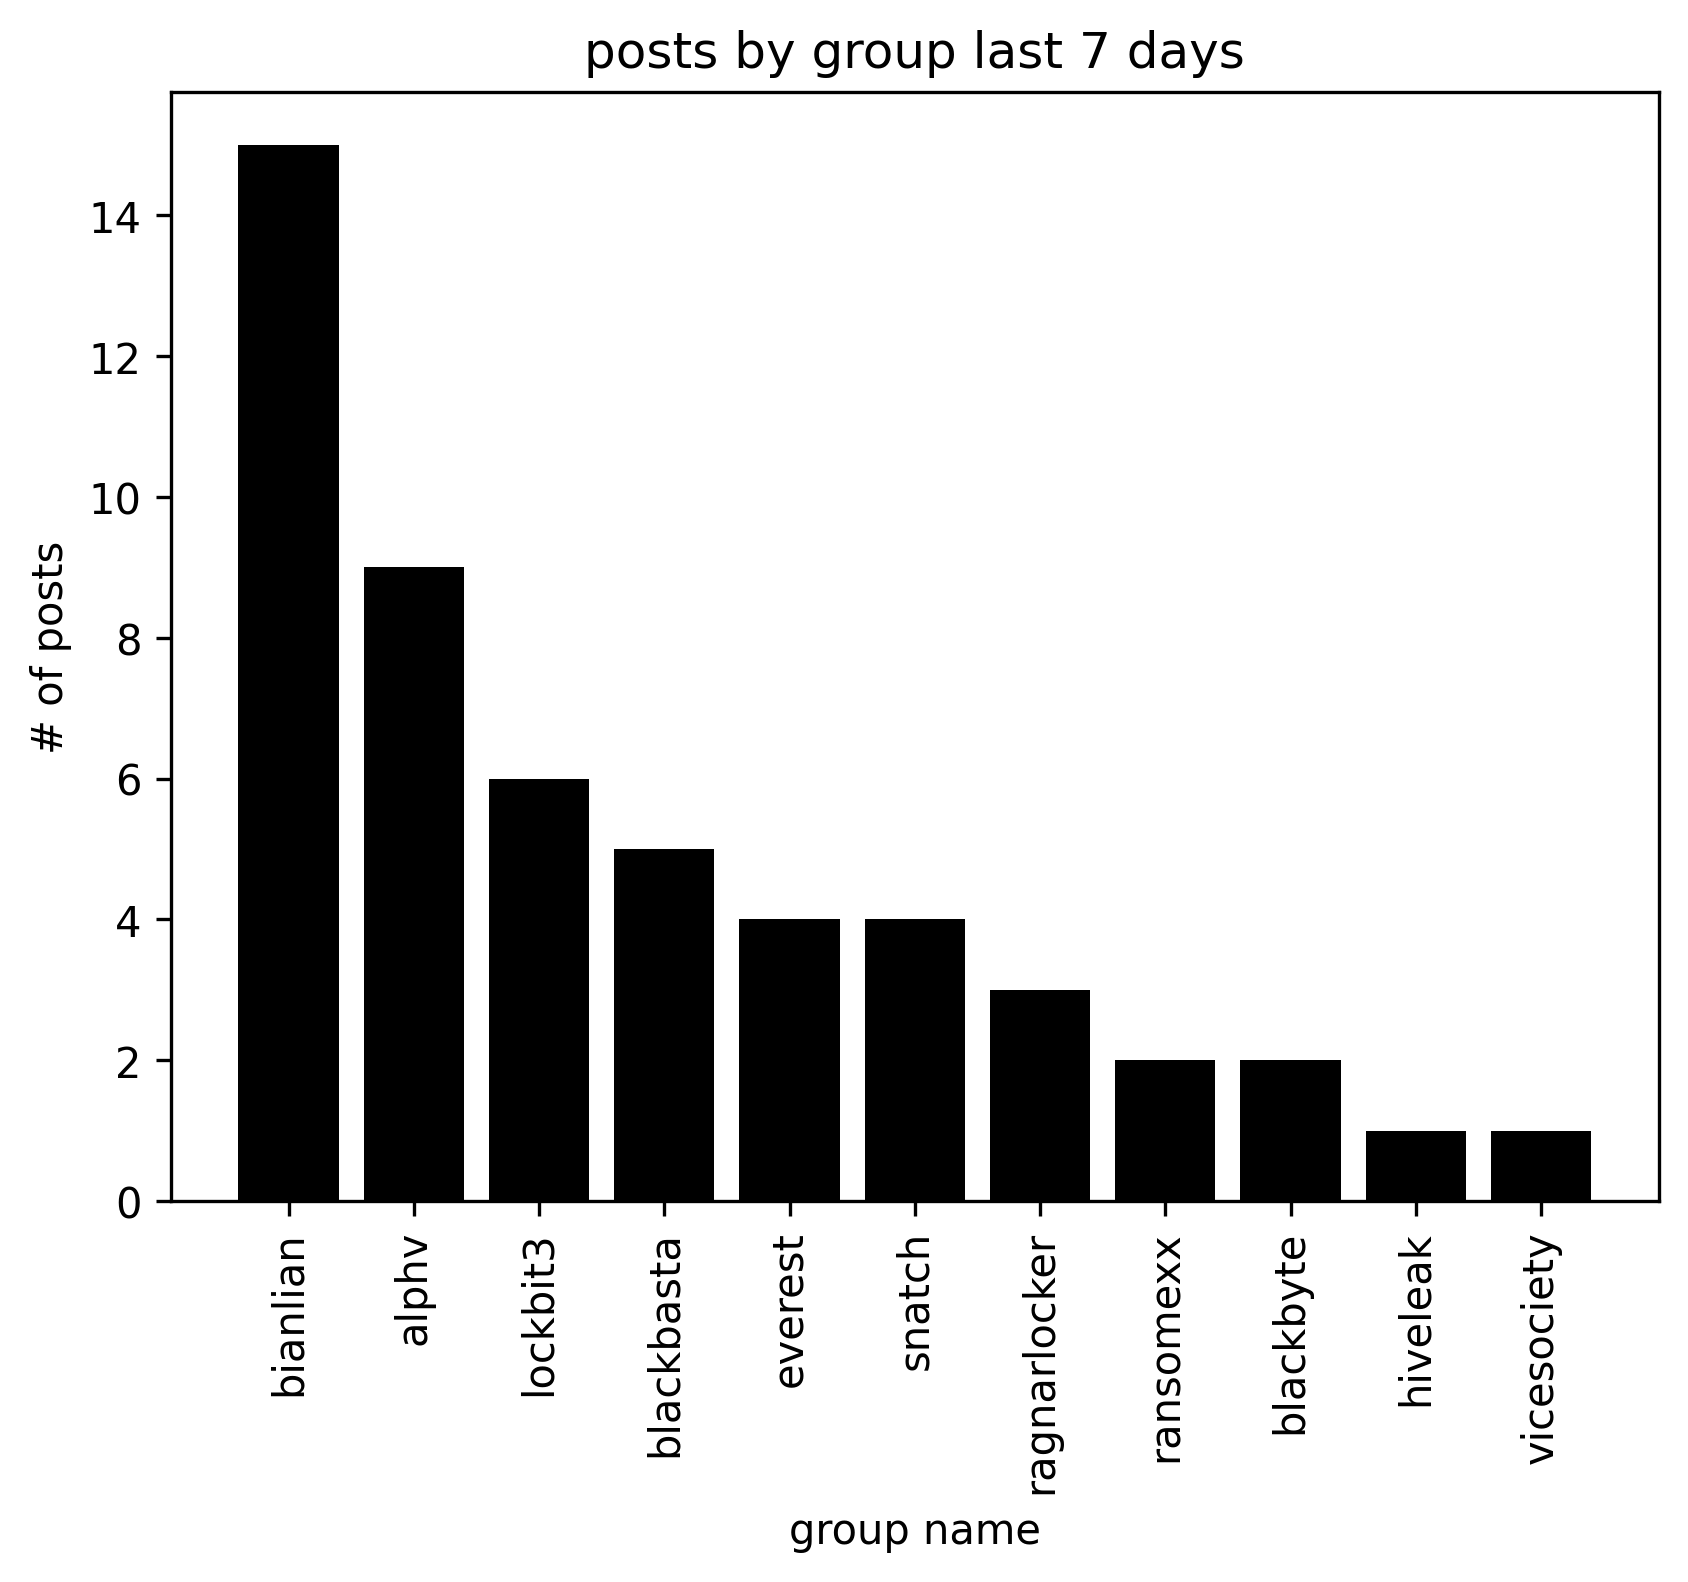 posts by group last 7 days
# of posts
14
12
10
8
6
4
2
0
bianlian
alphv
lockbit3
blackbasta
everest
snatch
ragnarlocker
ransomexx
blackbyte
hiveleak
vicesociety
group name